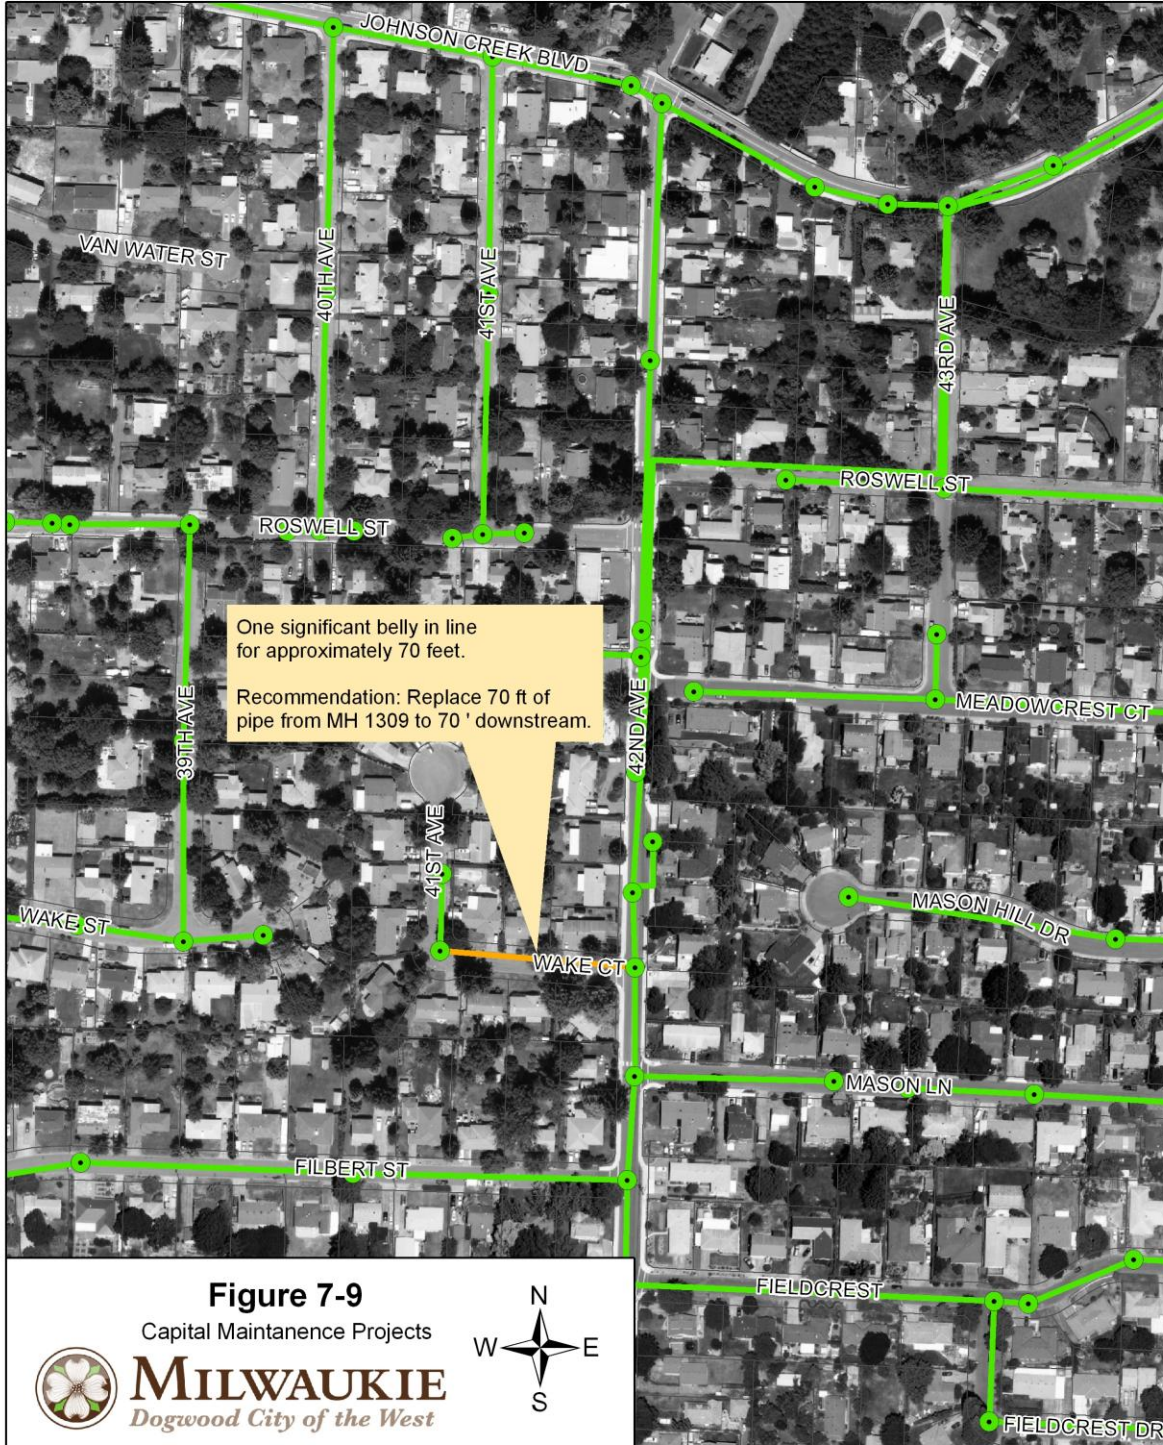 JOHNSON CREEK BLVD
VAN WATER ST
40TH AVE
41ST AVE
43RD AVE
ROSWELL ST
ROSWELL ST
One significant belly in line
for approximately 70 feet.
Recommendation: Replace 70 ft of
pipe from MH 1309 to 70 ' downstream.
39TH AVE
42ND AVE
MEADOWCREST CT
41ST AVE
WAKE ST
WAKE CT
MASON HILL DR
MASON LN
FILBERT ST
FIELDCREST
FIELDCREST DR
Figure 7-9
Capital Maintanence Projects
MILWAUKIE
Dogwood City of the West
N
W
E
S